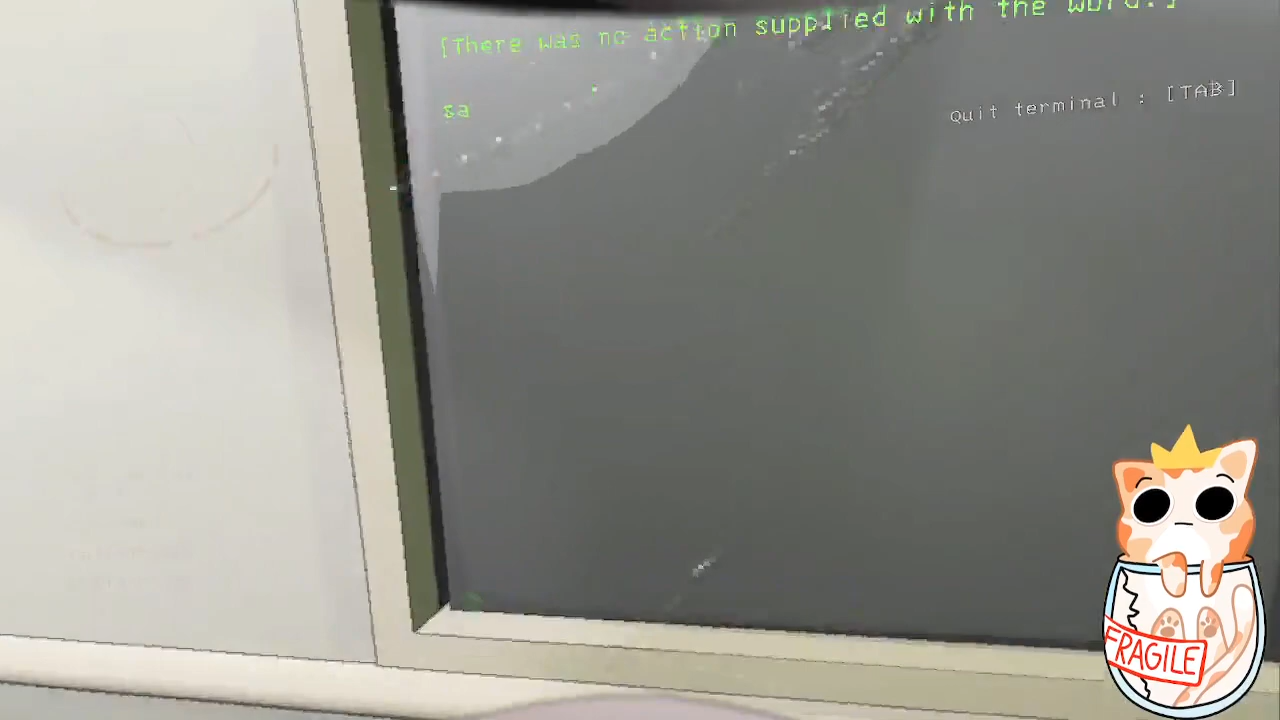 [There was no action supplied with the word.]
sa
Quit terminal : [TAB]
FRAGILE